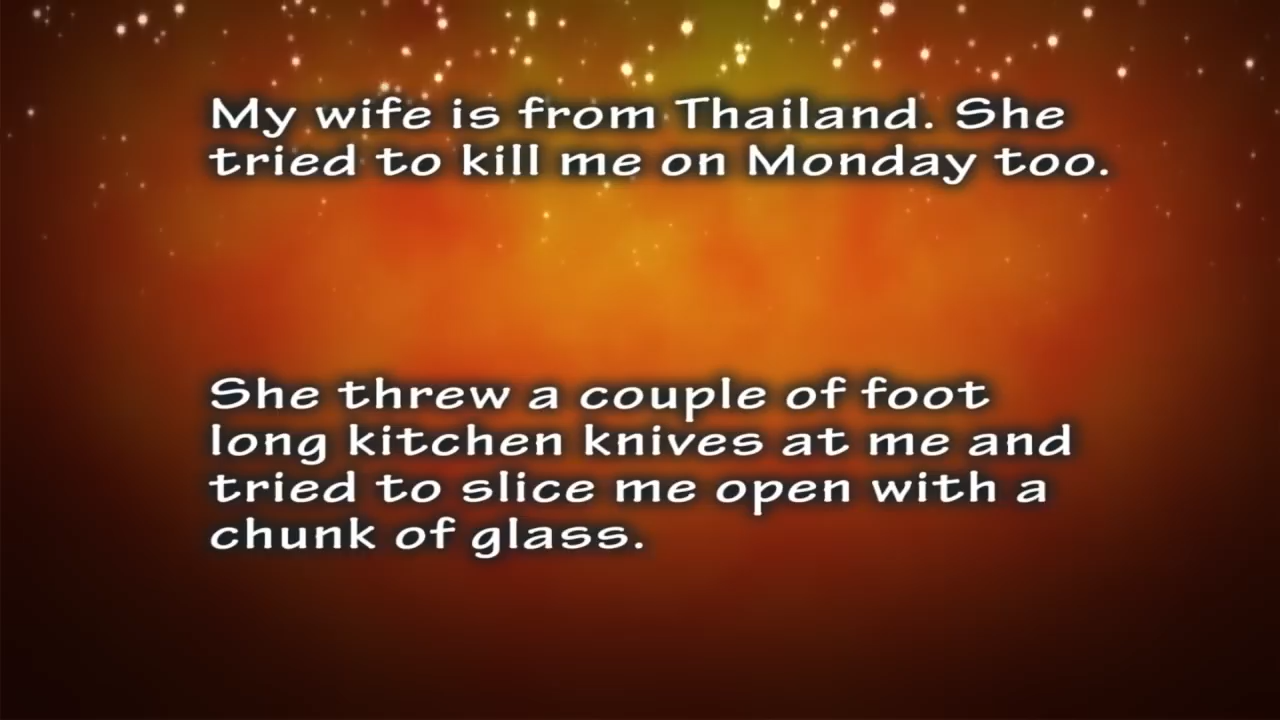 My wife is from Thailand. She
tried to kill me on Monday too.
She threw a couple of foot
long kitchen knives at me and
tried to slice me open with a
chunk of glass.